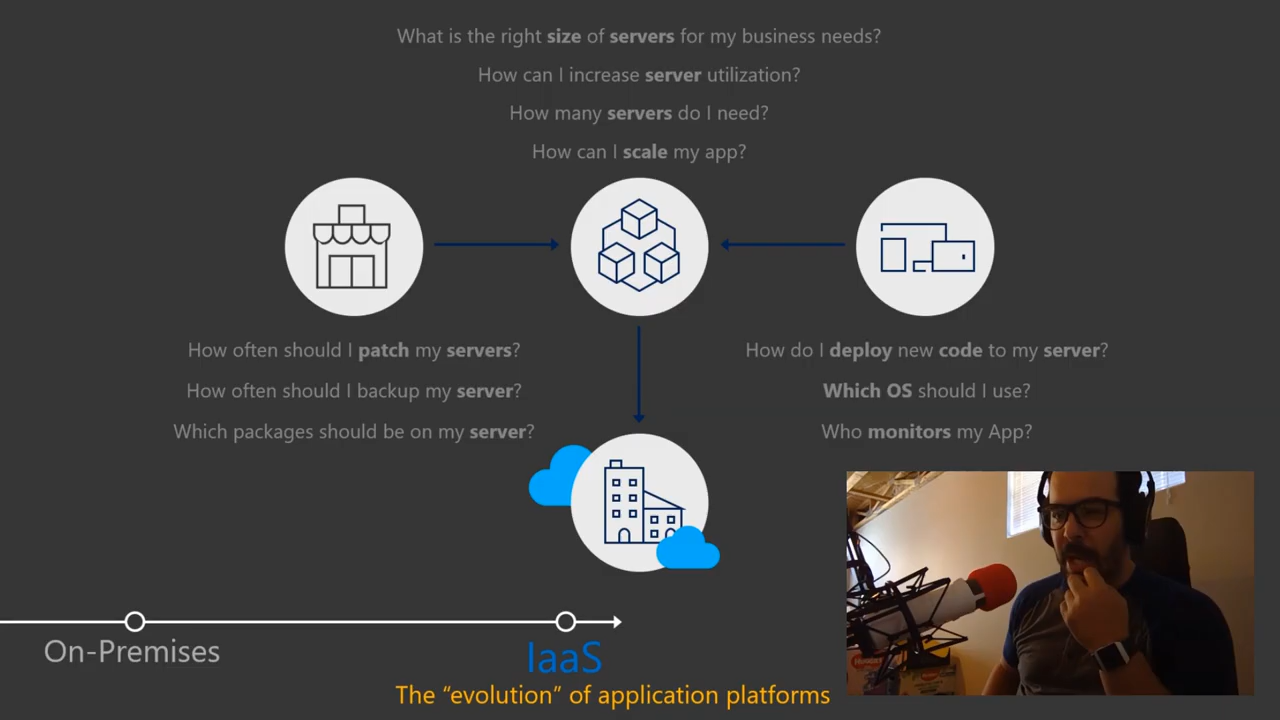 What is the right size of servers for my business needs?
How can I increase server utilization?
How many servers do I need?
How can I scale my app?
How often should I patch my servers?
How often should I backup my server?
Which packages should be on my server?
How do I deploy new code to my server?
Which OS should I use?
Who monitors my App?
On-Premises
IaaS
The “evolution” of application platforms